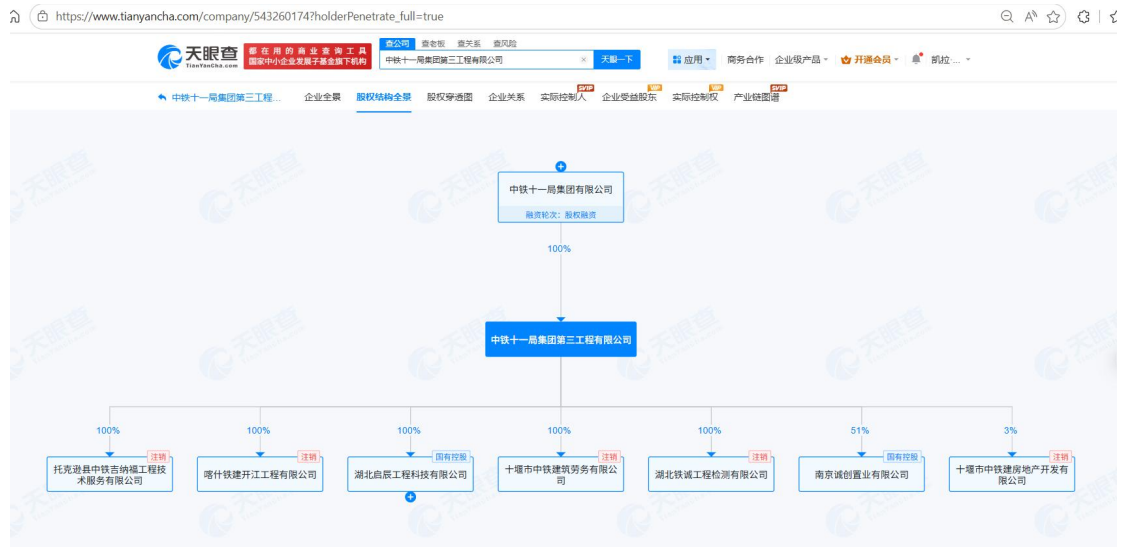 https://www.tianyancha.com/company/543260174?holderPenetrate_full=true
天眼查
TianYanCha.com
都在用的商业查询工具
国家中小企业发展子基金旗下机构
查公司 查老板 查关系 查风险
中铁十一局集团第三工程有限公司 × 天眼一下
应用 商务合作 企业级产品 开通会员 凯拉 ...
中铁十一局集团第三工程... 企业全景 股权结构全景 股权穿透图 企业关系 实际控制人 SVIP 企业受益股东 VIP 实际控制权 VIP 产业链图谱 SVIP
中铁十一局集团有限公司
融资轮次：股权融资
100%
中铁十一局集团第三工程有限公司
100% 100% 100% 100% 100% 51% 3%
注销 注销 国有控股 注销 注销 国有控股 注销
托克逊县中铁吉纳福工程技术服务有限公司
喀什铁建开江工程有限公司
湖北启辰工程科技有限公司
十堰市中铁建筑劳务有限公司
湖北铁诚工程检测有限公司
南京诚创置业有限公司
十堰市中铁建房地产开发有限公司
天眼查